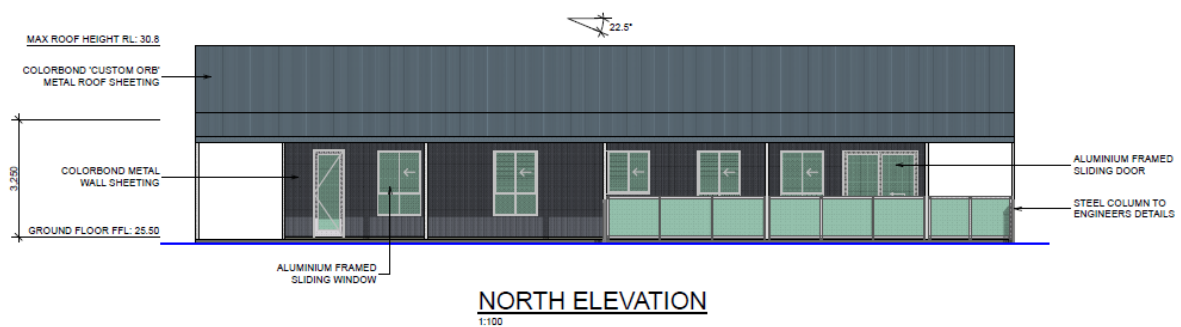 22.5°
MAX ROOF HEIGHT RL: 30.8
COLORBOND 'CUSTOM ORB'
METAL ROOF SHEETING
3,250
COLORBOND METAL
WALL SHEETING
ALUMINIUM FRAMED
SLIDING DOOR
STEEL COLUMN TO
ENGINEERS DETAILS
GROUND FLOOR FFL: 25.50
ALUMINIUM FRAMED
SLIDING WINDOW
NORTH ELEVATION
1:100